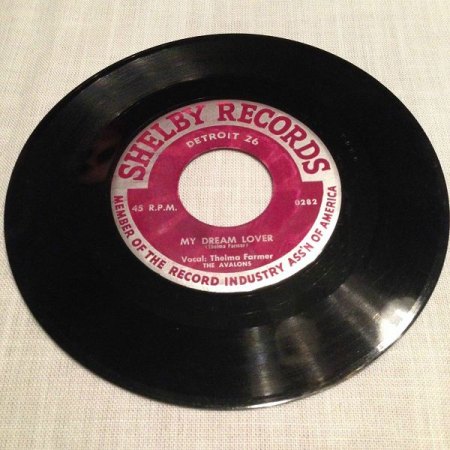 SHELBY RECORDS
DETROIT 26
45 R.P.M.
0282
MY DREAM LOVER
(Thelma Farmer)
Vocal: Thelma Farmer
THE AVALONS
MEMBER OF THE RECORD INDUSTRY ASS'N OF AMERICA